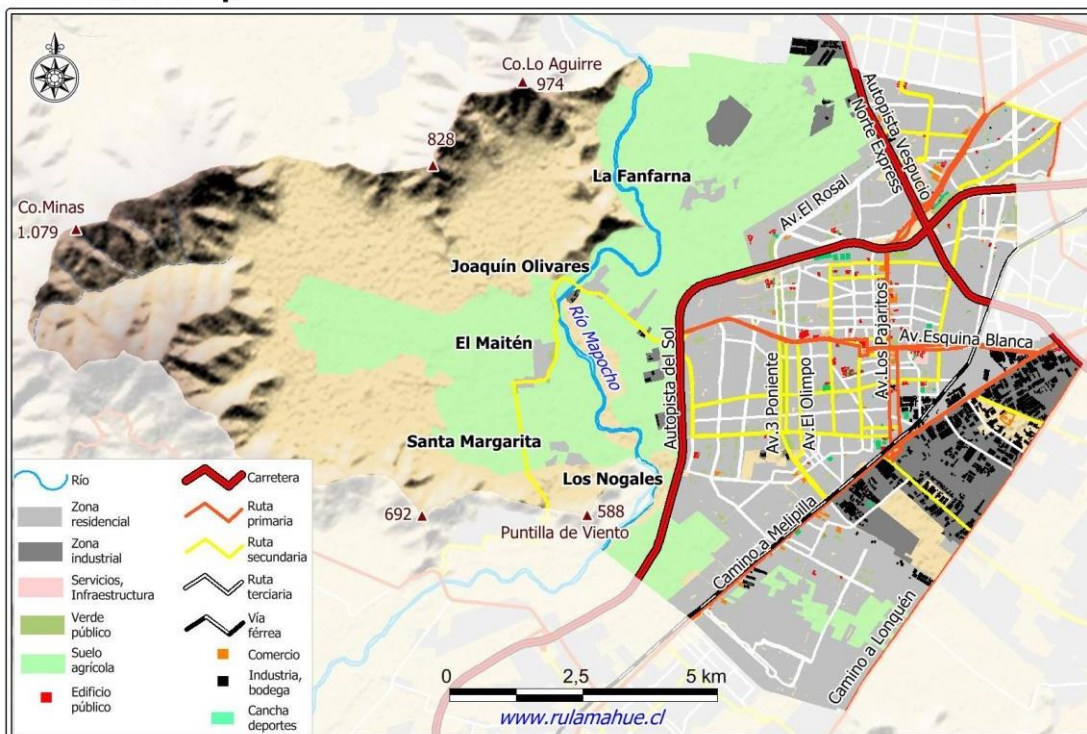 Co.Lo Aguirre
974
828
Co.Minas
1.079
La Fanfarna
Autopista Vespucio
Norte Express
Av.El Rosal
Joaquín Olivares
Río Mapocho
El Maitén
Autopista del Sol
Av.Los Pajaritos
Av.Esquina Blanca
Av.3 Poniente
Av.El Olimpo
Santa Margarita
Los Nogales
692
588
Puntilla de Viento
Camino a Melipilla
Camino a Lonquén
Río
Zona
residencial
Zona
industrial
Servicios,
Infraestructura
Verde
público
Suelo
agrícola
Edificio
público
Carretera
Ruta
primaria
Ruta
secundaria
Ruta
terciaria
Vía
férrea
Comercio
Industria,
bodega
Cancha
deportes
0 2,5 5 km
www.rulamahue.cl